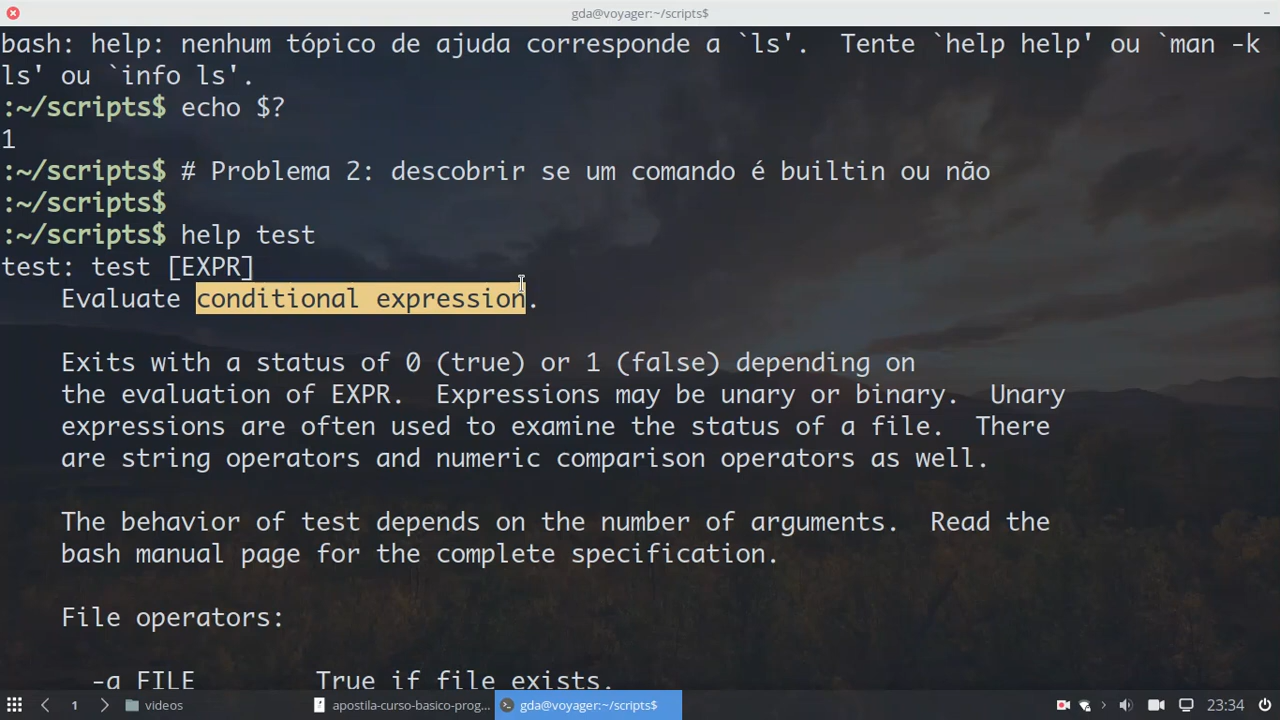 gda@voyager:~/scripts$
bash: help: nenhum tópico de ajuda corresponde a `ls'.  Tente `help help' ou `man -k
ls' ou `info ls'.
:~/scripts$ echo $?
1
:~/scripts$ # Problema 2: descobrir se um comando é builtin ou não
:~/scripts$
:~/scripts$ help test
test: test [EXPR]
    Evaluate conditional expression.
    Exits with a status of 0 (true) or 1 (false) depending on
    the evaluation of EXPR.  Expressions may be unary or binary.  Unary
    expressions are often used to examine the status of a file.  There
    are string operators and numeric comparison operators as well.
    The behavior of test depends on the number of arguments.  Read the
    bash manual page for the complete specification.
    File operators:
      -a FILE        True if file exists.
1 videos apostila-curso-basico-prog... gda@voyager:~/scripts$ 23:34